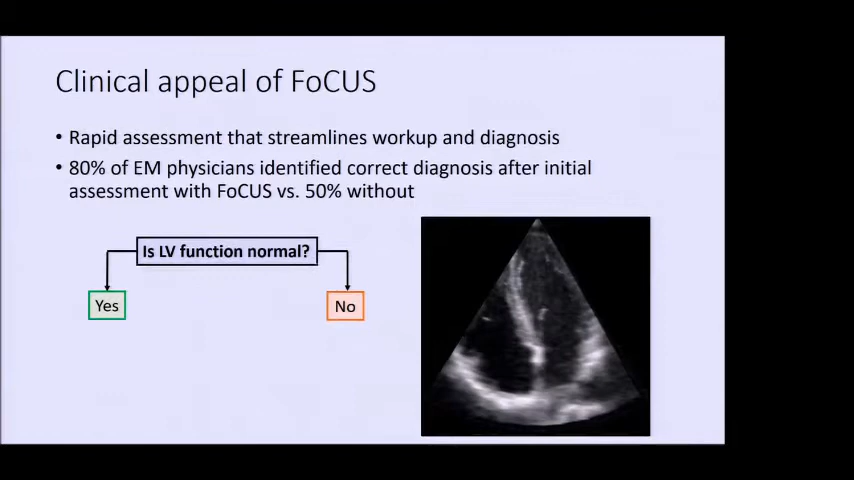 Clinical appeal of FoCUS
• Rapid assessment that streamlines workup and diagnosis
• 80% of EM physicians identified correct diagnosis after initial
assessment with FoCUS vs. 50% without
Is LV function normal?
Yes
No